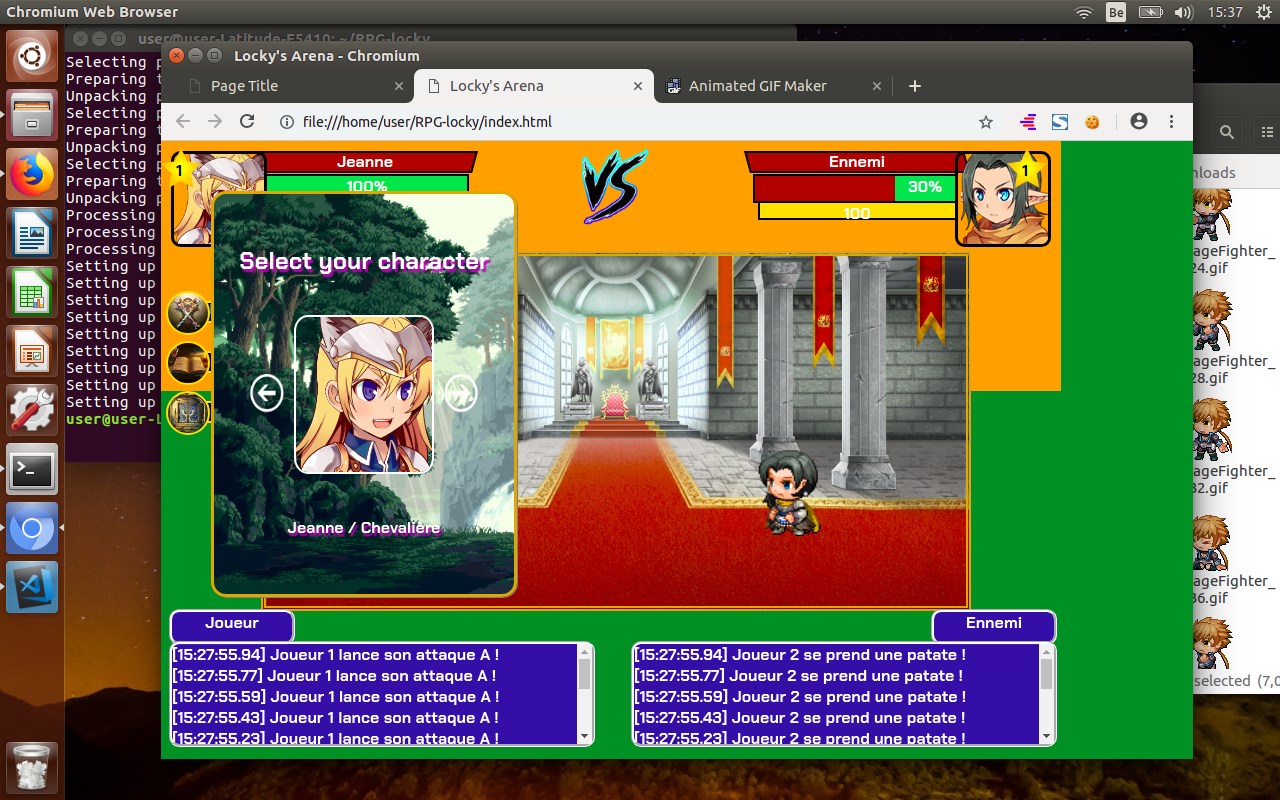 Chromium Web Browser
Be
15:37
user@user-Latitude-E5410: ~/RPG-locky
Locky's Arena - Chromium
Page Title
Locky's Arena
Animated GIF Maker
file:///home/user/RPG-locky/index.html
Selecting p
Preparing t
Unpacking p
Selecting p
Preparing t
Unpacking p
Selecting p
Preparing t
Unpacking p
Processing
Processing
Processing
Setting up
Setting up
Setting up
Setting up
Setting up
Setting up
Setting up
Setting up
user@user-L
1
Jeanne
100%
VS
Ennemi
30%
100
1
Select your character
Jeanne / Chevalière
Joueur
[15:27:55.94] Joueur 1 lance son attaque A !
[15:27:55.77] Joueur 1 lance son attaque A !
[15:27:55.59] Joueur 1 lance son attaque A !
[15:27:55.43] Joueur 1 lance son attaque A !
[15:27:55.23] Joueur 1 lance son attaque A !
Ennemi
[15:27:55.94] Joueur 2 se prend une patate !
[15:27:55.77] Joueur 2 se prend une patate !
[15:27:55.59] Joueur 2 se prend une patate !
[15:27:55.43] Joueur 2 se prend une patate !
[15:27:55.23] Joueur 2 se prend une patate !
nloads
ageFighter_
24.gif
ageFighter_
28.gif
ageFighter_
32.gif
ageFighter_
36.gif
selected (7,0